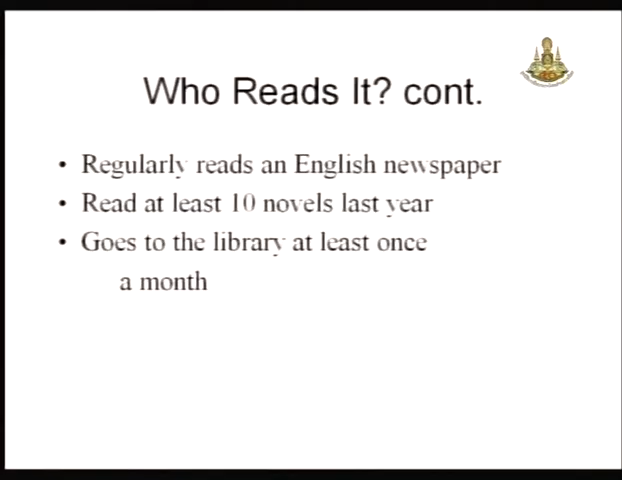 Who Reads It? cont.
• Regularly reads an English newspaper
• Read at least 10 novels last year
• Goes to the library at least once
a month